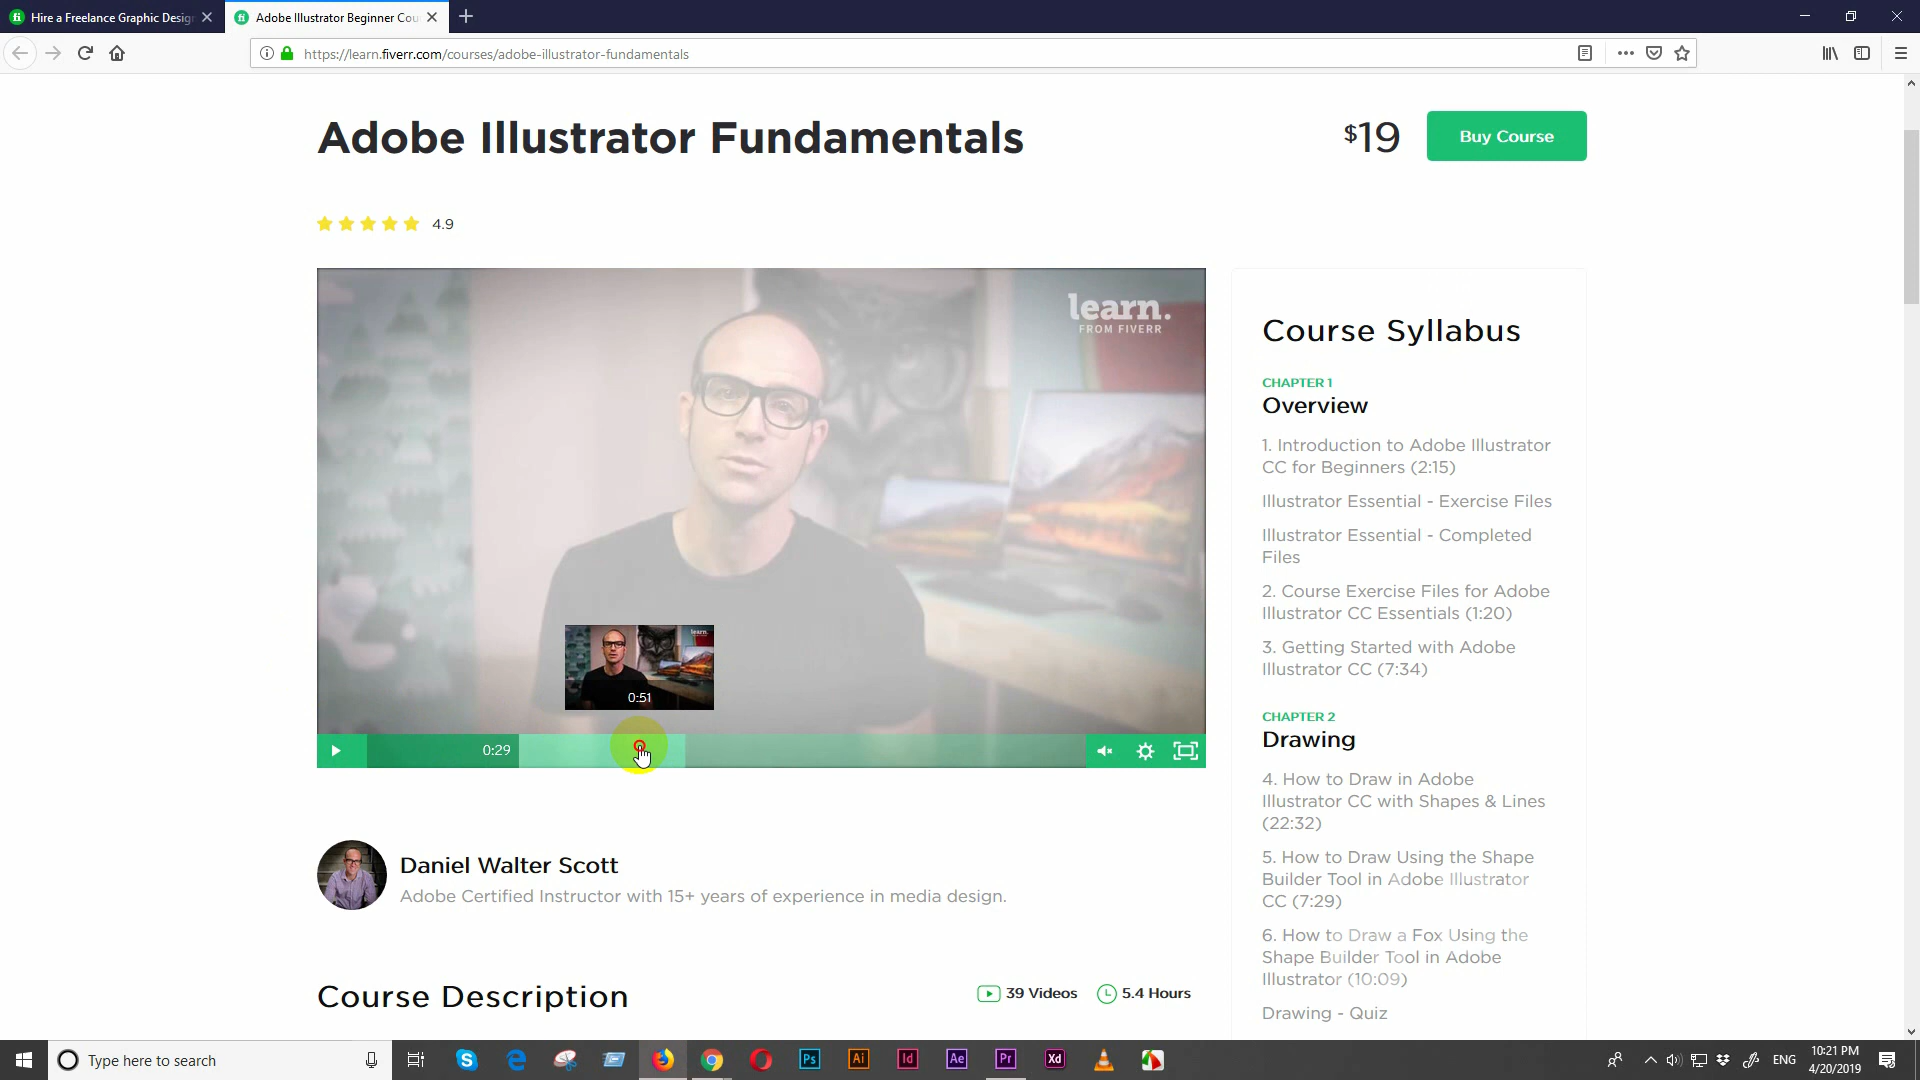 Hire a Freelance Graphic Design
Adobe Illustrator Beginner Cou
https://learn.fiverr.com/courses/adobe-illustrator-fundamentals
Adobe Illustrator Fundamentals
$19
Buy Course
4.9
learn.
FROM FIVERR
learn.
0:51
0:29
Daniel Walter Scott
Adobe Certified Instructor with 15+ years of experience in media design.
Course Description
39 Videos
5.4 Hours
Course Syllabus
CHAPTER 1
Overview
1. Introduction to Adobe Illustrator
CC for Beginners (2:15)
Illustrator Essential - Exercise Files
Illustrator Essential - Completed
Files
2. Course Exercise Files for Adobe
Illustrator CC Essentials (1:20)
3. Getting Started with Adobe
Illustrator CC (7:34)
CHAPTER 2
Drawing
4. How to Draw in Adobe
Illustrator CC with Shapes & Lines
(22:32)
5. How to Draw Using the Shape
Builder Tool in Adobe Illustrator
CC (7:29)
6. How to Draw a Fox Using the
Shape Builder Tool in Adobe
Illustrator (10:09)
Drawing - Quiz
Type here to search
Ps
Ai
Id
Ae
Pr
Xd
ENG
10:21 PM
4/20/2019